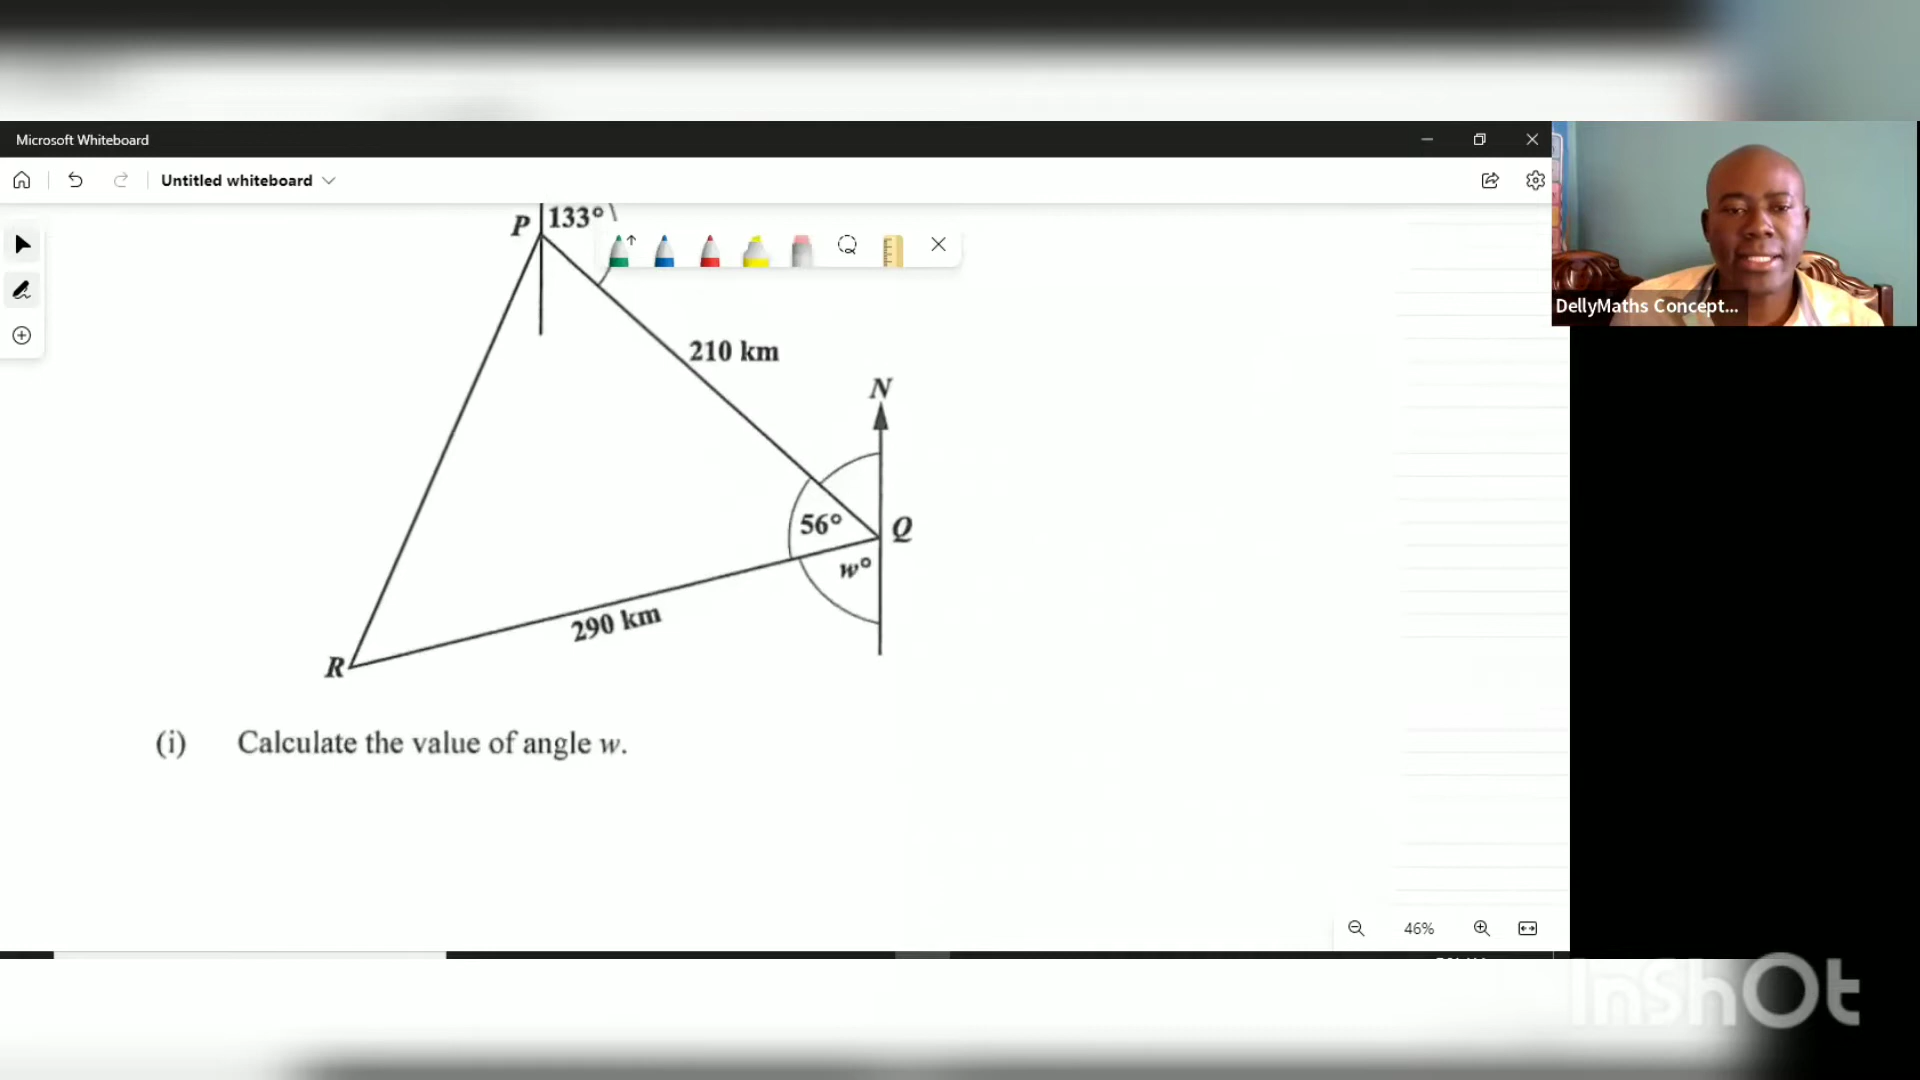 Microsoft Whiteboard
Untitled whiteboard
P 133°
210 km
N
56° Q
w°
290 km
R
(i) Calculate the value of angle w.
DellyMaths Concept...
46%
InShOt